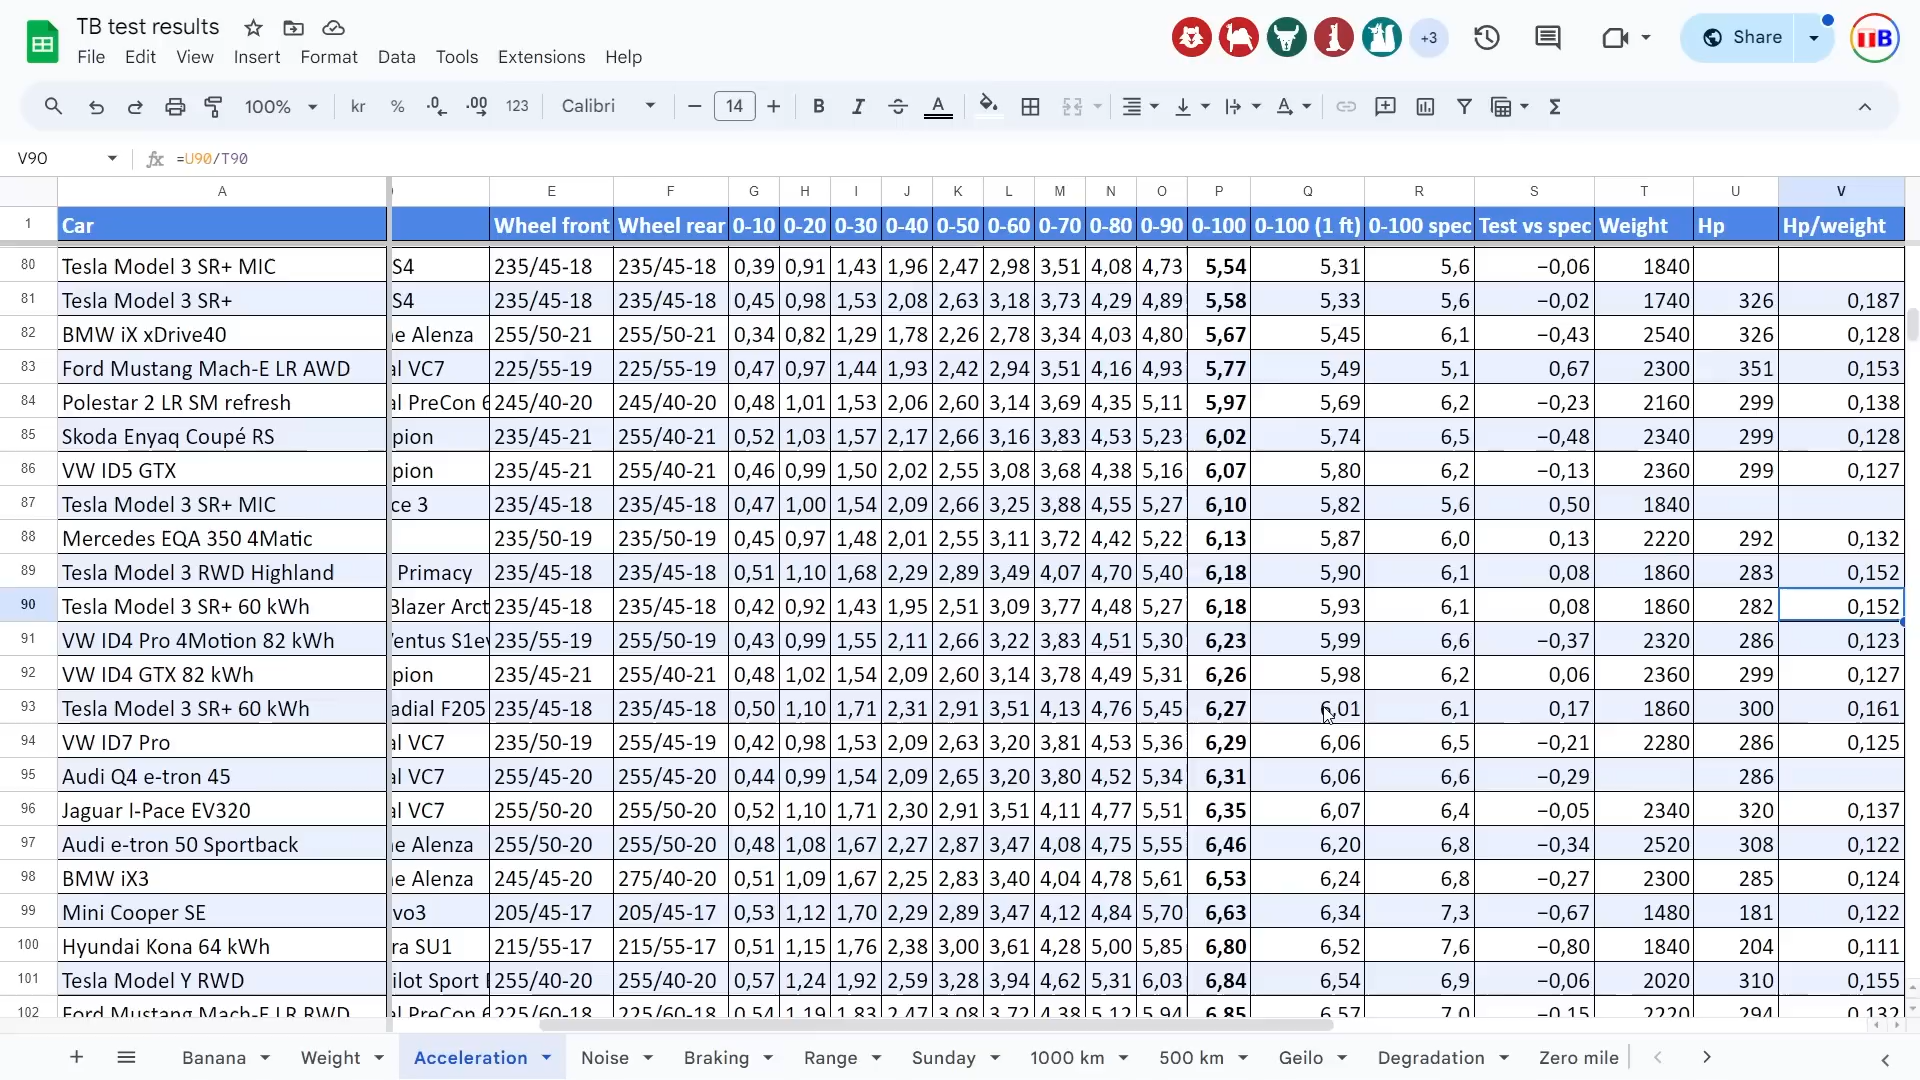 TB test results
+3
Share
File Edit View Insert Format Data Tools Extensions Help
100% kr % .0 .00 123 Calibri 14 B I A
V90 fx =U90/T90
A E F G H I J K L M N O P Q R S T U V
1 Car Wheel front Wheel rear 0-10 0-20 0-30 0-40 0-50 0-60 0-70 0-80 0-90 0-100 0-100 (1 ft) 0-100 spec Test vs spec Weight Hp Hp/weight
80 Tesla Model 3 SR+ MIC S4 235/45-18 235/45-18 0,39 0,91 1,43 1,96 2,47 2,98 3,51 4,08 4,73 5,54 5,31 5,6 −0,06 1840
81 Tesla Model 3 SR+ S4 235/45-18 235/45-18 0,45 0,98 1,53 2,08 2,63 3,18 3,73 4,29 4,89 5,58 5,33 5,6 −0,02 1740 326 0,187
82 BMW iX xDrive40 e Alenza 255/50-21 255/50-21 0,34 0,82 1,29 1,78 2,26 2,78 3,34 4,03 4,80 5,67 5,45 6,1 −0,43 2540 326 0,128
83 Ford Mustang Mach-E LR AWD al VC7 225/55-19 225/55-19 0,47 0,97 1,44 1,93 2,42 2,94 3,51 4,16 4,93 5,77 5,49 5,1 0,67 2300 351 0,153
84 Polestar 2 LR SM refresh al PreCon 6 245/40-20 245/40-20 0,48 1,01 1,53 2,06 2,60 3,14 3,69 4,35 5,11 5,97 5,69 6,2 −0,23 2160 299 0,138
85 Skoda Enyaq Coupé RS pion 235/45-21 255/40-21 0,52 1,03 1,57 2,17 2,66 3,16 3,83 4,53 5,23 6,02 5,74 6,5 −0,48 2340 299 0,128
86 VW ID5 GTX pion 235/45-21 255/40-21 0,46 0,99 1,50 2,02 2,55 3,08 3,68 4,38 5,16 6,07 5,80 6,2 −0,13 2360 299 0,127
87 Tesla Model 3 SR+ MIC ce 3 235/45-18 235/45-18 0,47 1,00 1,54 2,09 2,66 3,25 3,88 4,55 5,27 6,10 5,82 5,6 0,50 1840
88 Mercedes EQA 350 4Matic 235/50-19 235/50-19 0,45 0,97 1,48 2,01 2,55 3,11 3,72 4,42 5,22 6,13 5,87 6,0 0,13 2220 292 0,132
89 Tesla Model 3 RWD Highland Primacy 235/45-18 235/45-18 0,51 1,10 1,68 2,29 2,89 3,49 4,07 4,70 5,40 6,18 5,90 6,1 0,08 1860 283 0,152
90 Tesla Model 3 SR+ 60 kWh Blazer Arct 235/45-18 235/45-18 0,42 0,92 1,43 1,95 2,51 3,09 3,77 4,48 5,27 6,18 5,93 6,1 0,08 1860 282 0,152
91 VW ID4 Pro 4Motion 82 kWh Ventus S1ev 235/55-19 255/50-19 0,43 0,99 1,55 2,11 2,66 3,22 3,83 4,51 5,30 6,23 5,99 6,6 −0,37 2320 286 0,123
92 VW ID4 GTX 82 kWh pion 235/45-21 255/40-21 0,48 1,02 1,54 2,09 2,60 3,14 3,78 4,49 5,31 6,26 5,98 6,2 0,06 2360 299 0,127
93 Tesla Model 3 SR+ 60 kWh adial F205 235/45-18 235/45-18 0,50 1,10 1,71 2,31 2,91 3,51 4,13 4,76 5,45 6,27 6,01 6,1 0,17 1860 300 0,161
94 VW ID7 Pro al VC7 235/50-19 255/45-19 0,42 0,98 1,53 2,09 2,63 3,20 3,81 4,53 5,36 6,29 6,06 6,5 −0,21 2280 286 0,125
95 Audi Q4 e-tron 45 al VC7 255/45-20 255/45-20 0,44 0,99 1,54 2,09 2,65 3,20 3,80 4,52 5,34 6,31 6,06 6,6 −0,29 286
96 Jaguar I-Pace EV320 al VC7 255/50-20 255/50-20 0,52 1,10 1,71 2,30 2,91 3,51 4,11 4,77 5,51 6,35 6,07 6,4 −0,05 2340 320 0,137
97 Audi e-tron 50 Sportback e Alenza 255/50-20 255/50-20 0,48 1,08 1,67 2,27 2,87 3,47 4,08 4,75 5,55 6,46 6,20 6,8 −0,34 2520 308 0,122
98 BMW iX3 e Alenza 245/45-20 275/40-20 0,51 1,09 1,67 2,25 2,83 3,40 4,04 4,78 5,61 6,53 6,24 6,8 −0,27 2300 285 0,124
99 Mini Cooper SE vo3 205/45-17 205/45-17 0,53 1,12 1,70 2,29 2,89 3,47 4,12 4,84 5,70 6,63 6,34 7,3 −0,67 1480 181 0,122
100 Hyundai Kona 64 kWh ra SU1 215/55-17 215/55-17 0,51 1,15 1,76 2,38 3,00 3,61 4,28 5,00 5,85 6,80 6,52 7,6 −0,80 1840 204 0,111
101 Tesla Model Y RWD ilot Sport 255/40-20 255/40-20 0,57 1,24 1,92 2,59 3,28 3,94 4,62 5,31 6,03 6,84 6,54 6,9 −0,06 2020 310 0,155
102 Ford Mustang Mach-E LR RWD al PreCon 6 225/60-18 225/60-18 0,54 1,19 1,83 2,47 3,08 3,72 4,38 5,12 5,94 6,85 6,57 7,0 −0,15 2220 294 0,132
Banana Weight Acceleration Noise Braking Range Sunday 1000 km 500 km Geilo Degradation Zero mile